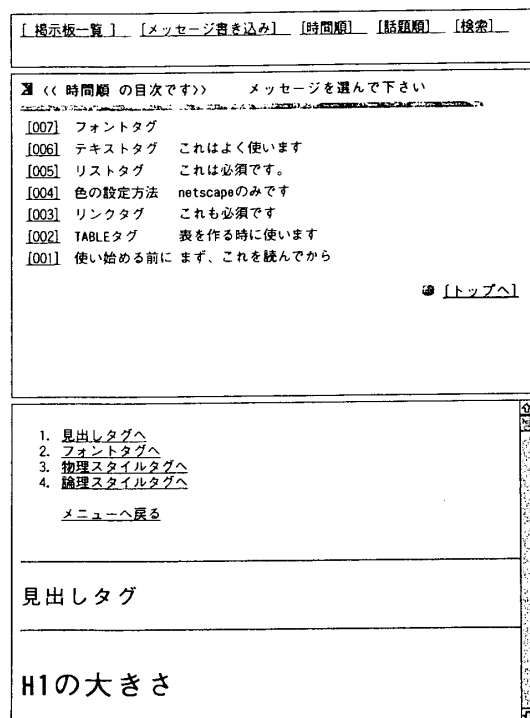 [ 掲示板一覧 ] [メッセージ書き込み] [時間順] [話題順] [検索]
<< 時間順 の目次です>> メッセージを選んで下さい
[007] フォントタグ
[006] テキストタグ これはよく使います
[005] リストタグ これは必須です。
[004] 色の設定方法 netscapeのみです
[003] リンクタグ これも必須です
[002] TABLEタグ 表を作る時に使います
[001] 使い始める前に まず、これを読んでから
[トップへ]
1. 見出しタグへ
2. フォントタグへ
3. 物理スタイルタグへ
4. 論理スタイルタグへ
メニューへ戻る
見出しタグ
H1の大きさ